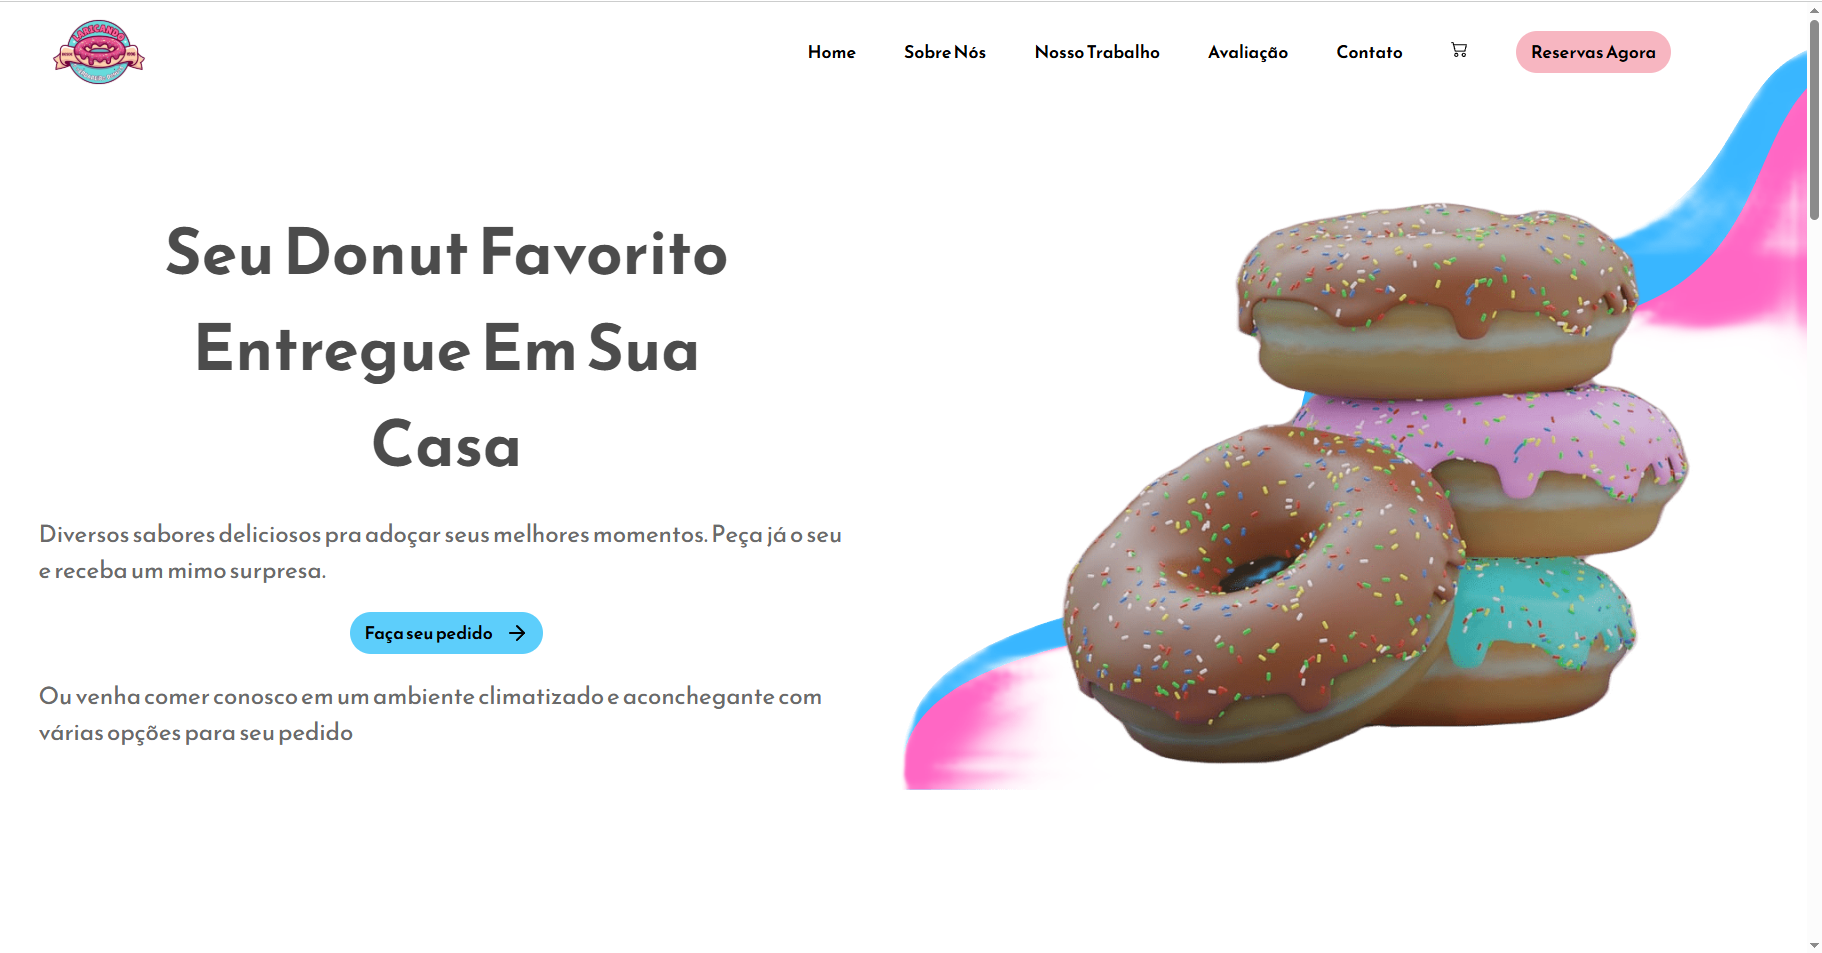 LARICANDO
Home
Sobre Nós
Nosso Trabalho
Avaliação
Contato
Reservas Agora
Seu Donut Favorito
Entregue Em Sua
Casa
Diversos sabores deliciosos pra adoçar seus melhores momentos. Peça já o seu
e receba um mimo surpresa.
Faça seu pedido
Ou venha comer conosco em um ambiente climatizado e aconchegante com
várias opções para seu pedido